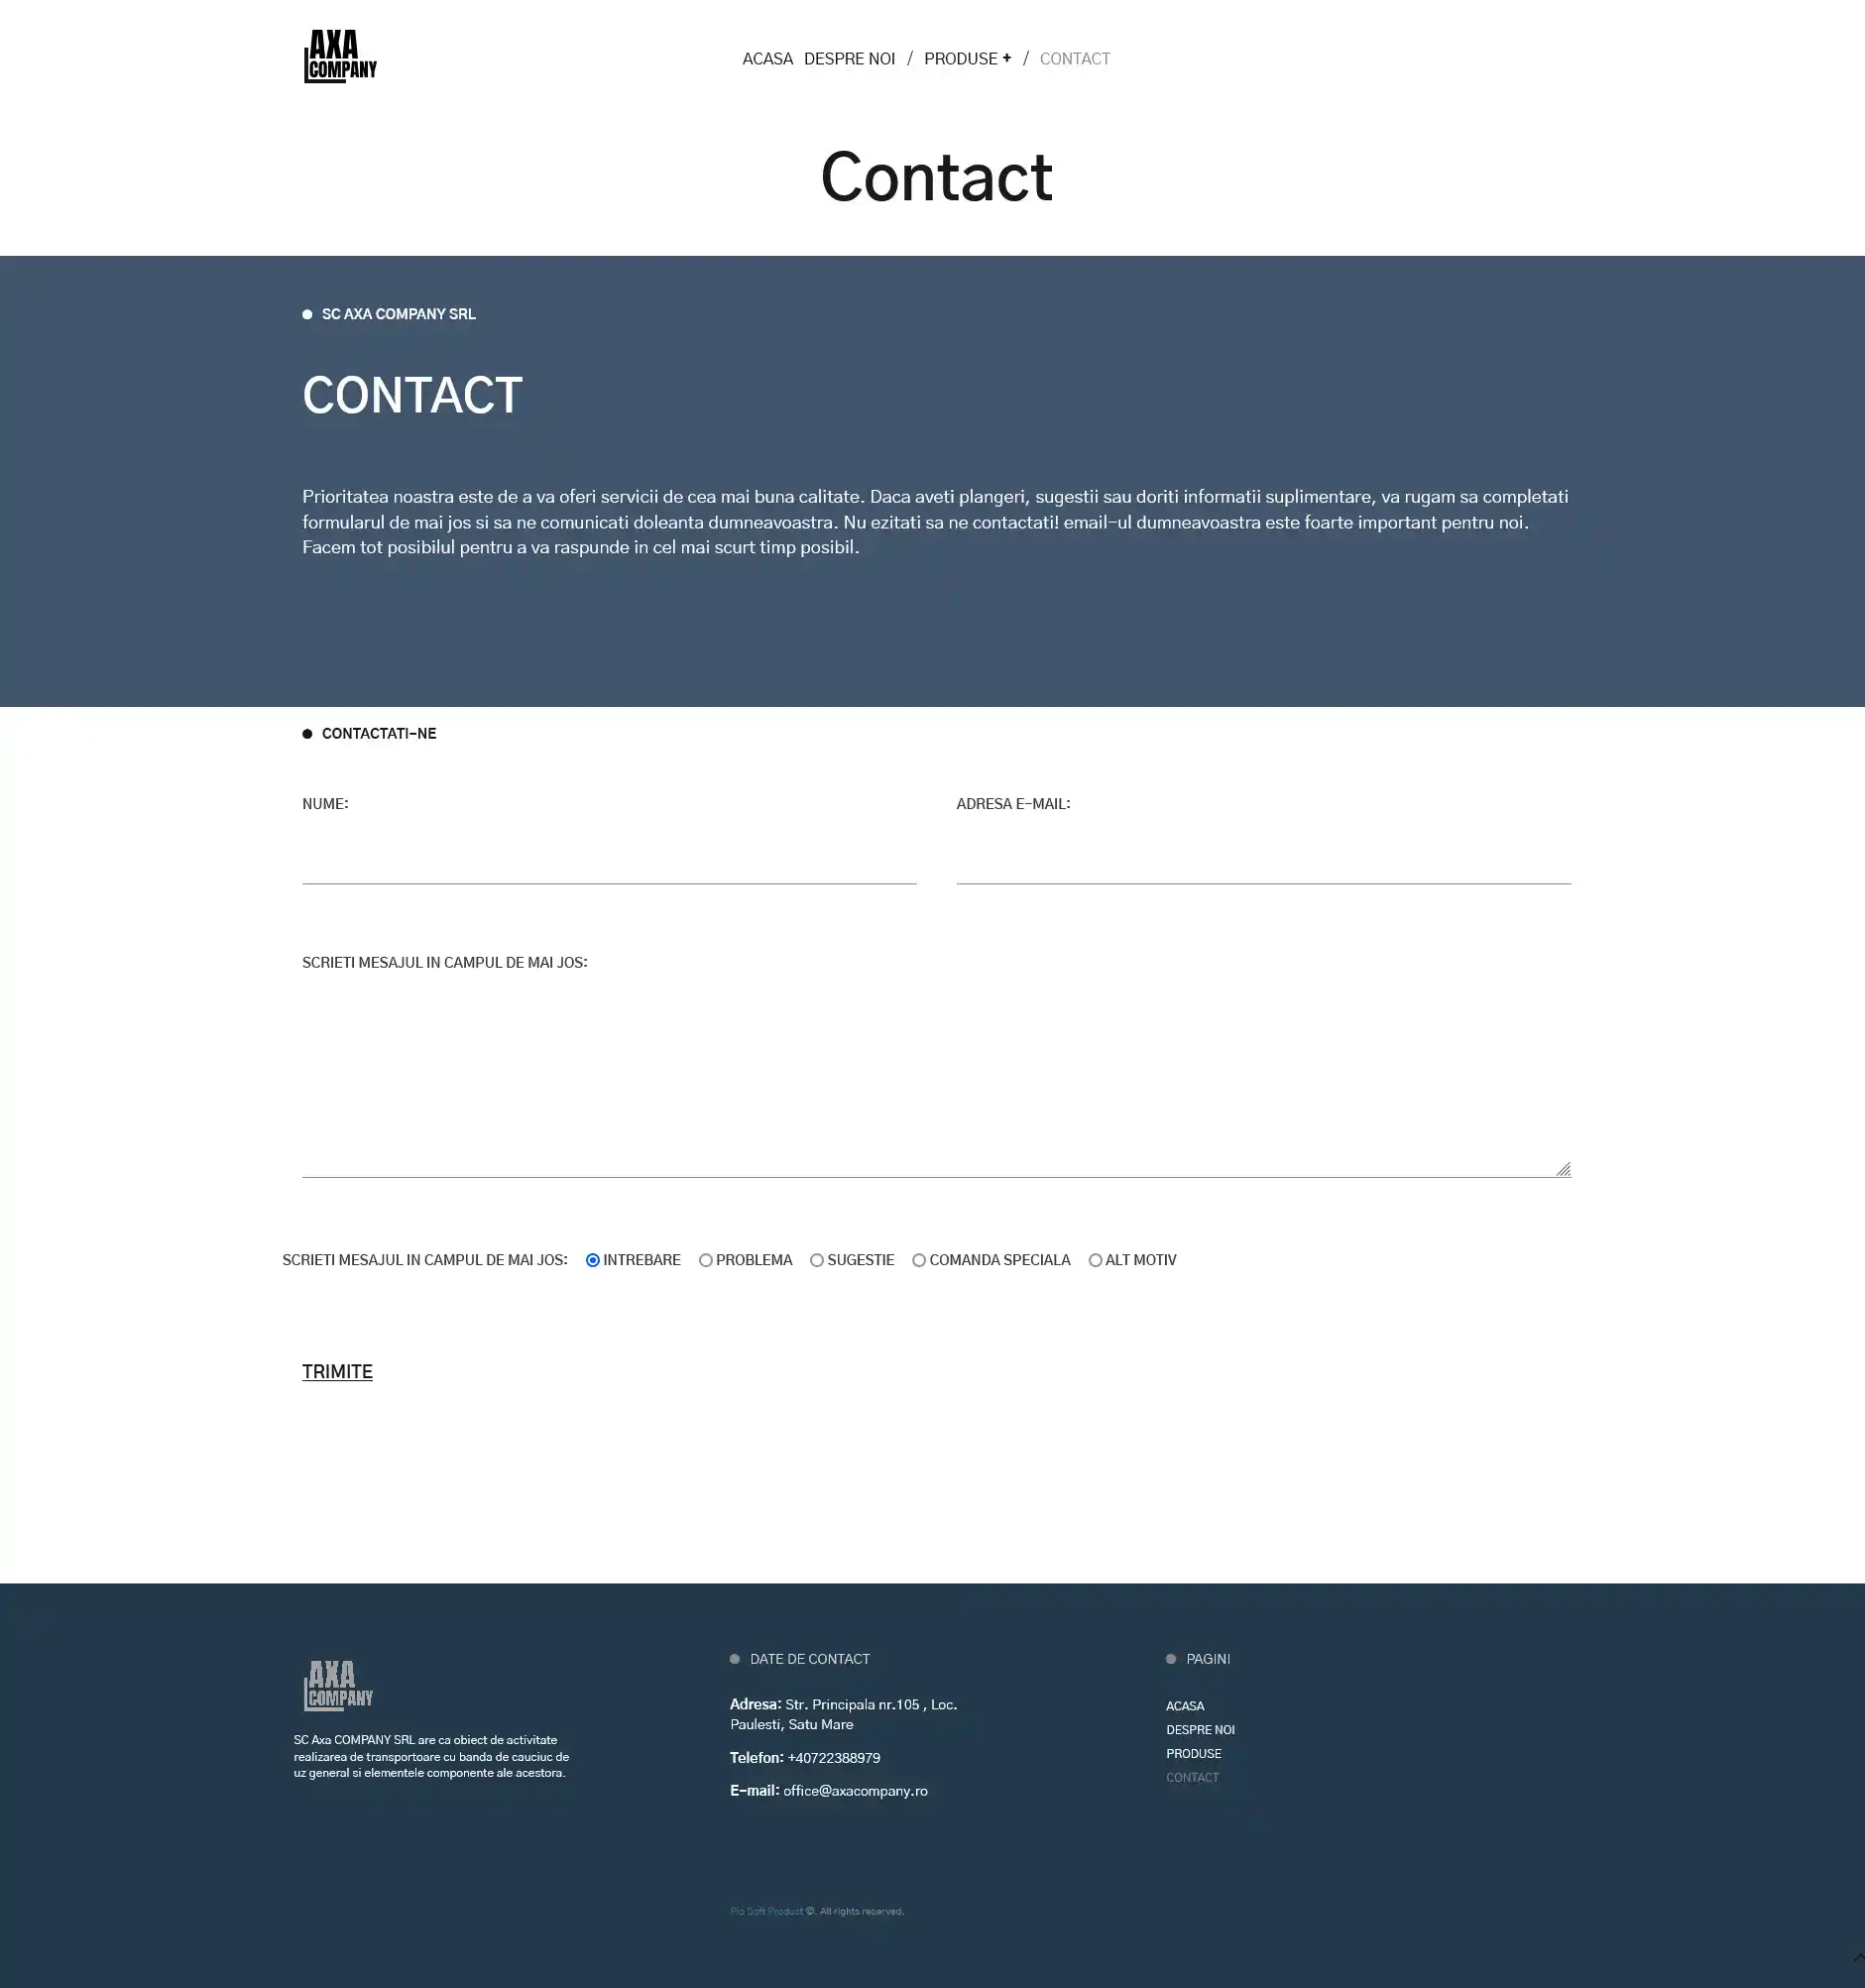 AXA
COMPANY
ACASA DESPRE NOI / PRODUSE + / CONTACT
Contact
SC AXA COMPANY SRL
CONTACT
Prioritatea noastra este de a va oferi servicii de cea mai buna calitate. Daca aveti plangeri, sugestii sau doriti informatii suplimentare, va rugam sa completati
formularul de mai jos si sa ne comunicati doleanta dumneavoastra. Nu ezitati sa ne contactati! email-ul dumneavoastra este foarte important pentru noi.
Facem tot posibilul pentru a va raspunde in cel mai scurt timp posibil.
CONTACTATI-NE
NUME:
ADRESA E-MAIL:
SCRIETI MESAJUL IN CAMPUL DE MAI JOS:
SCRIETI MESAJUL IN CAMPUL DE MAI JOS: INTREBARE PROBLEMA SUGESTIE COMANDA SPECIALA ALT MOTIV
TRIMITE
AXA
COMPANY
SC Axa COMPANY SRL are ca obiect de activitate
realizarea de transportoare cu banda de cauciuc de
uz general si elementele componente ale acestora.
DATE DE CONTACT
Adresa: Str. Principala nr.105 , Loc.
Paulesti, Satu Mare
Telefon: +40722388979
E-mail: office@axacompany.ro
PAGINI
ACASA
DESPRE NOI
PRODUSE
CONTACT
Pio Soft Product ©. All rights reserved.